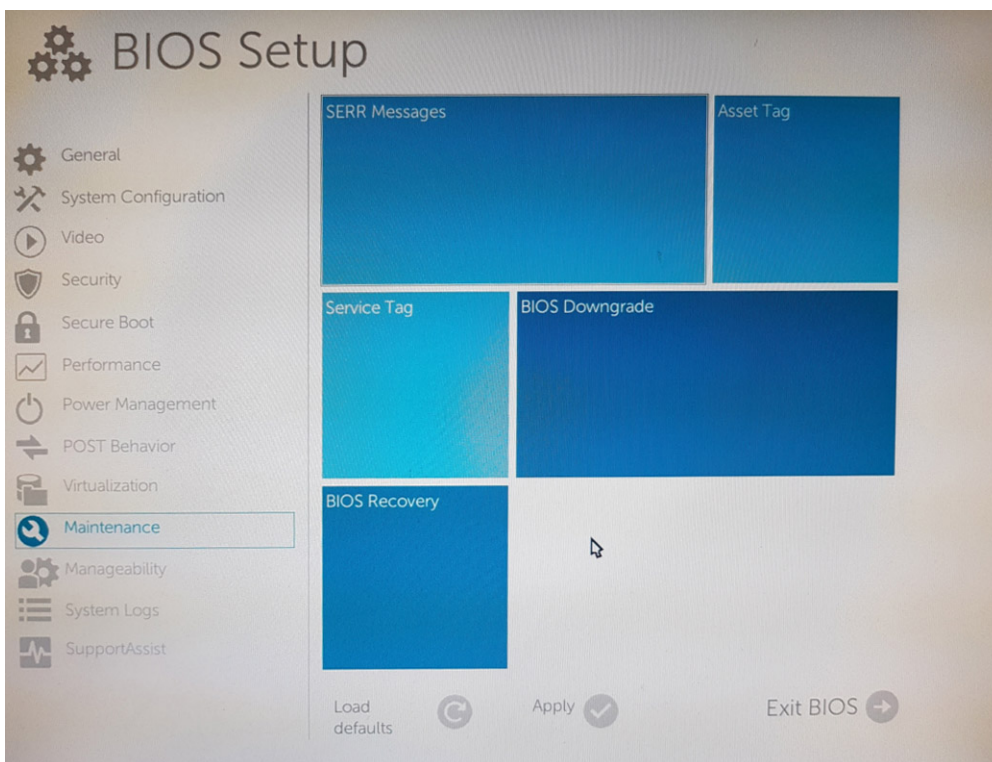 BIOS Setup
General
System Configuration
Video
Security
Secure Boot
Performance
Power Management
POST Behavior
Virtualization
Maintenance
Manageability
System Logs
SupportAssist
SERR Messages
Asset Tag
Service Tag
BIOS Downgrade
BIOS Recovery
Load
defaults
Apply
Exit BIOS